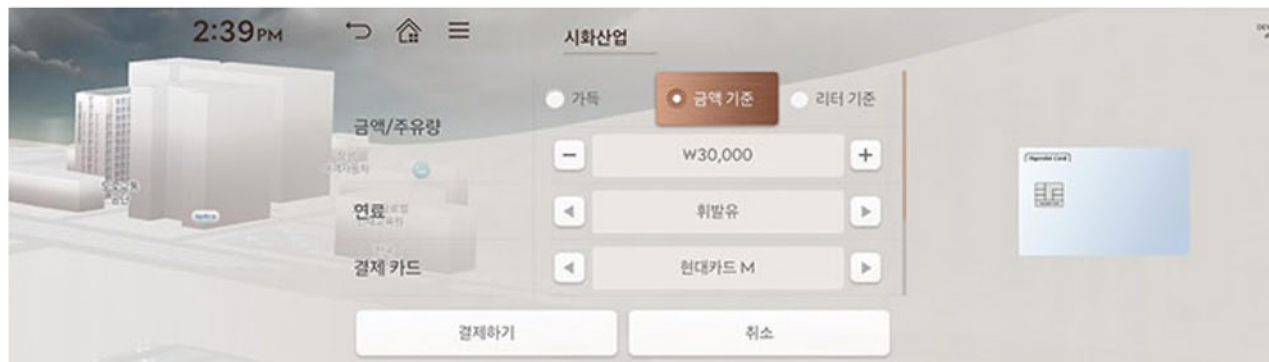 2:39PM
시화산업
가득
금액 기준
리터 기준
금액/주유량
₩30,000
연료
휘발유
결제 카드
현대카드 M
Hyundai Card
결제하기
취소